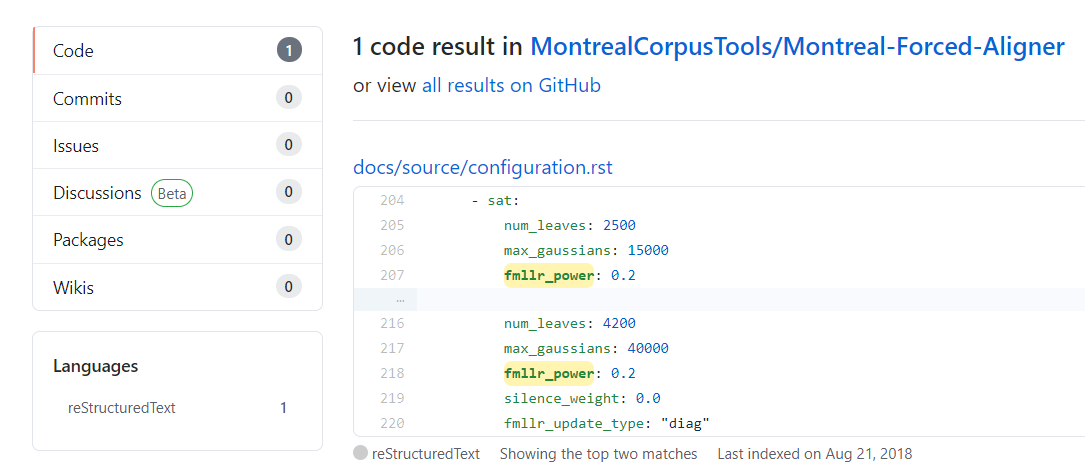 Code 1
Commits 0
Issues 0
Discussions Beta 0
Packages 0
Wikis 0
Languages
reStructuredText 1
1 code result in MontrealCorpusTools/Montreal-Forced-Aligner
or view all results on GitHub
docs/source/configuration.rst
204 - sat:
205 num_leaves: 2500
206 max_gaussians: 15000
207 fmllr_power: 0.2
…
216 num_leaves: 4200
217 max_gaussians: 40000
218 fmllr_power: 0.2
219 silence_weight: 0.0
220 fmllr_update_type: "diag"
reStructuredText Showing the top two matches Last indexed on Aug 21, 2018